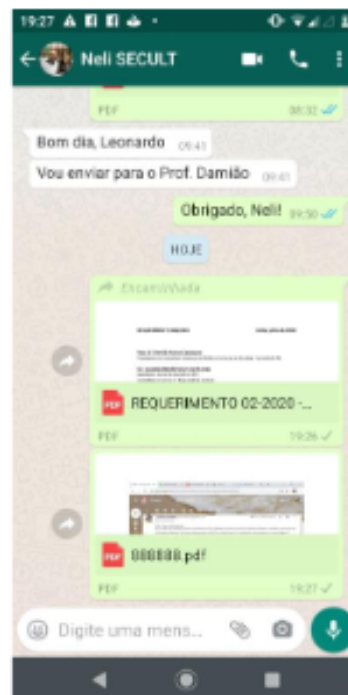 19:27
Neli SECULT
PDF 08:32
Bom dia, Leonardo 09:41
Vou enviar para o Prof. Damião 09:41
Obrigado, Neli! 09:50
HOJE
Encaminhada
PDF REQUERIMENTO 02-2020 -...
PDF 19:26
PDF 888888.pdf
PDF 19:27
Digite uma mens...